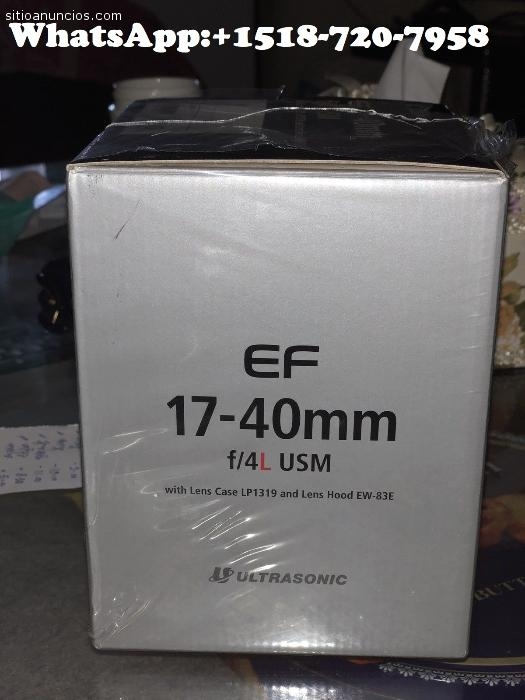 sitioanuncios.com
WhatsApp:+1518-720-7958
EF
17-40mm
f/4L USM
with Lens Case LP1319 and Lens Hood EW-83E
ULTRASONIC
BUTT